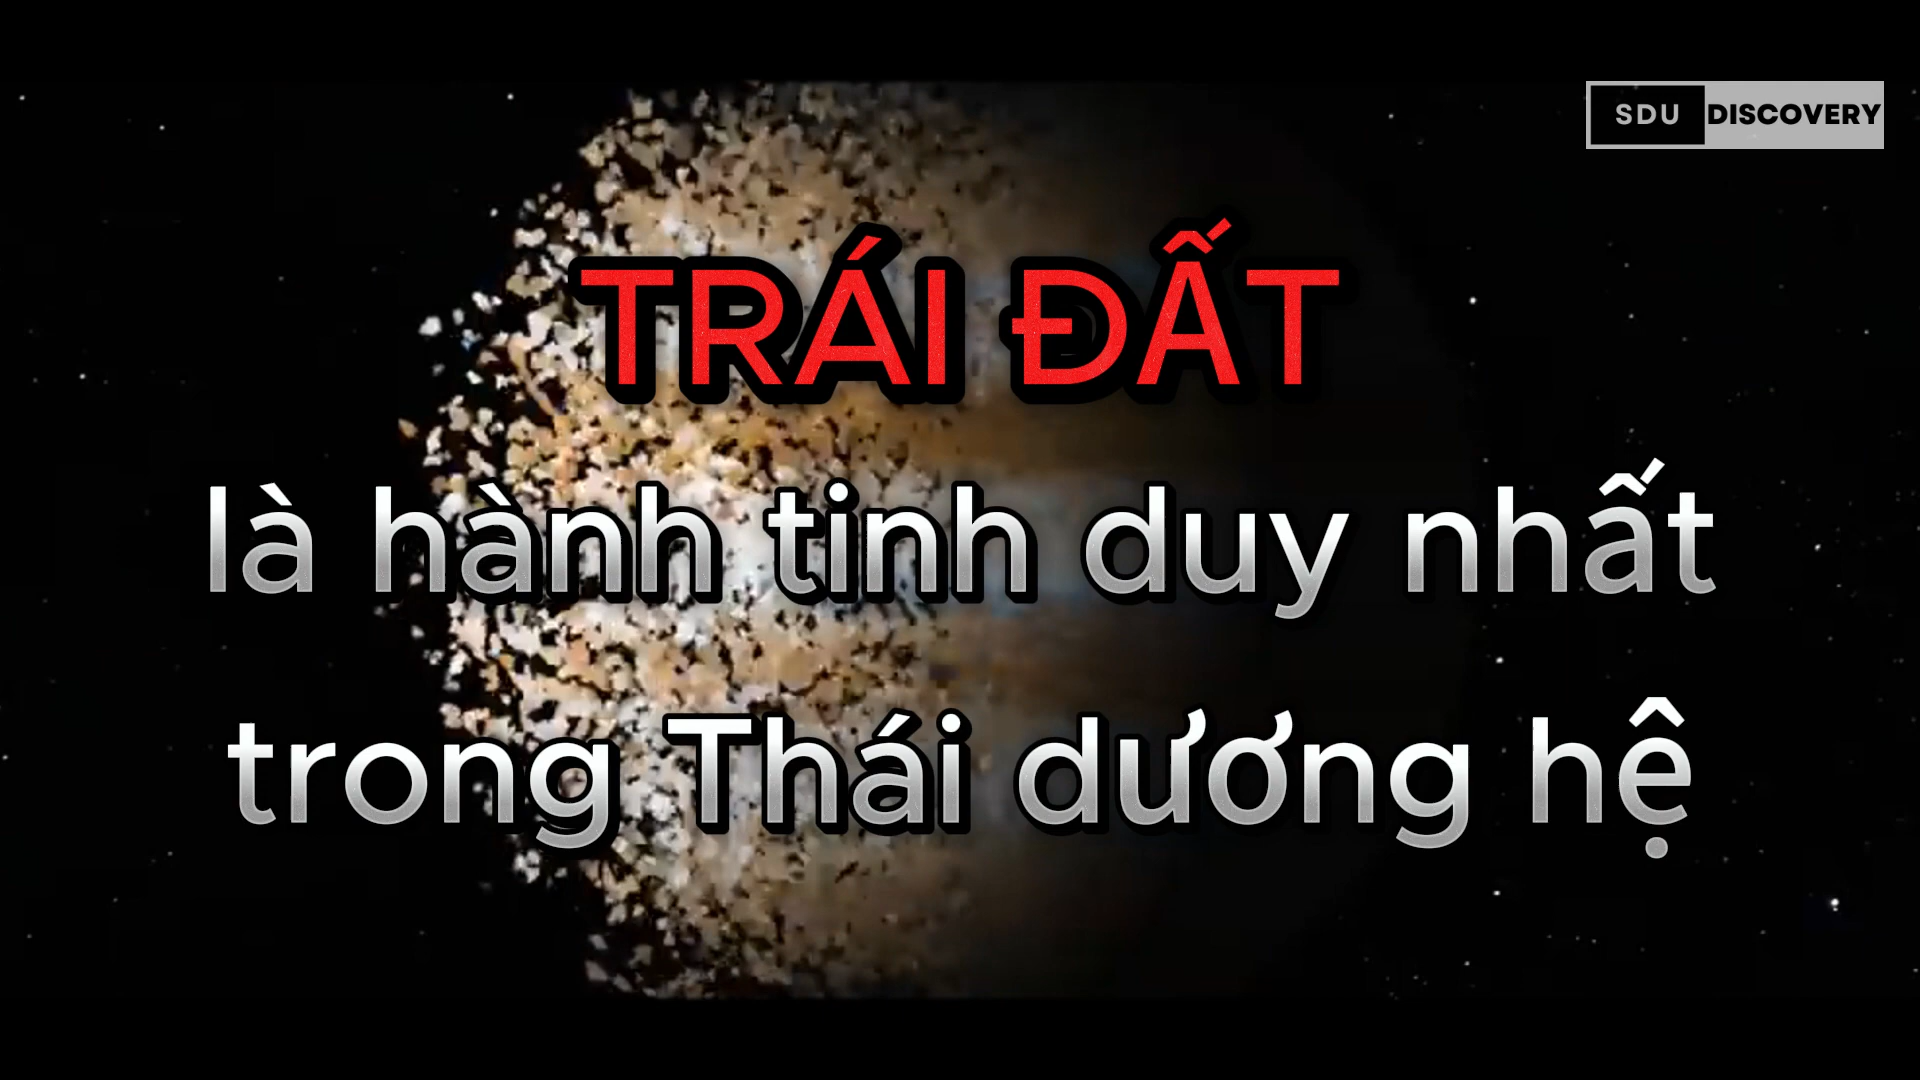 SDU DISCOVERY
TRÁI ĐẤT
là hành tinh duy nhất
trong Thái dương hệ